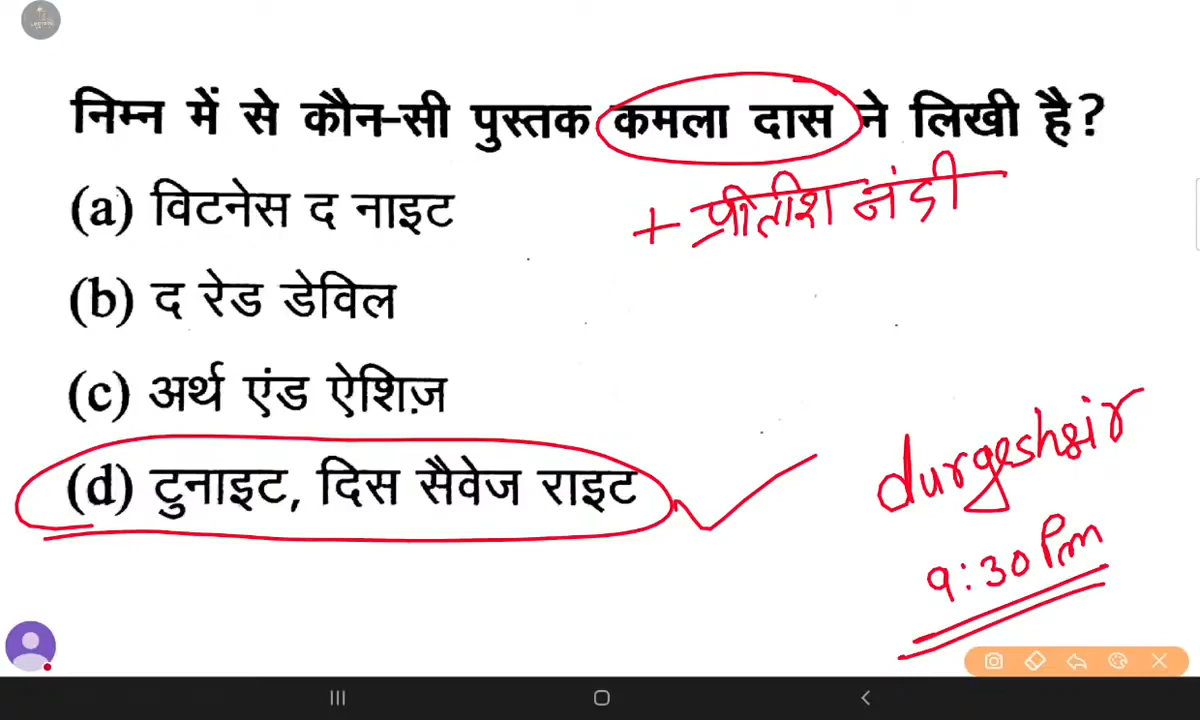 निम्न में से कौन-सी पुस्तक कमला दास ने लिखी है?
+ प्रीतीश नंदी
(a) विटनेस द नाइट
(b) द रेड डेविल
(c) अर्थ एंड ऐशिज़
(d) टुनाइट, दिस सैवेज राइट
durgeshsir
9:30 Pm